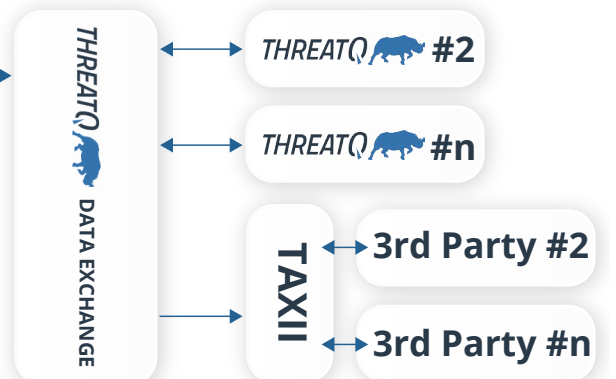 THREATQ
DATA EXCHANGE
THREATQ #2
THREATQ #n
TAXII
3rd Party #2
3rd Party #n